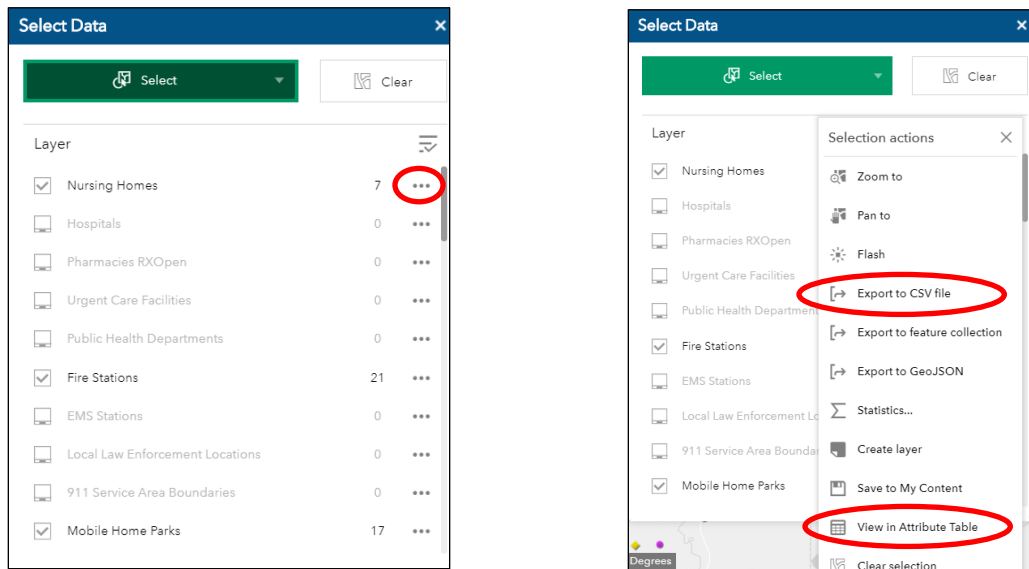 Select Data ×
Select Clear
Layer
Nursing Homes 7 •••
Hospitals 0 •••
Pharmacies RXOpen 0 •••
Urgent Care Facilities 0 •••
Public Health Departments 0 •••
Fire Stations 21 •••
EMS Stations 0 •••
Local Law Enforcement Locations 0 •••
911 Service Area Boundaries 0 •••
Mobile Home Parks 17 •••
Select Data ×
Select Clear
Layer
Nursing Homes
Hospitals
Pharmacies RXOpen
Urgent Care Facilities
Public Health Departmen
Fire Stations
EMS Stations
Local Law Enforcement Lo
911 Service Area Bounda
Mobile Home Parks
Degrees
Selection actions ×
Zoom to
Pan to
Flash
Export to CSV file
Export to feature collection
Export to GeoJSON
Statistics...
Create layer
Save to My Content
View in Attribute Table
Clear selection